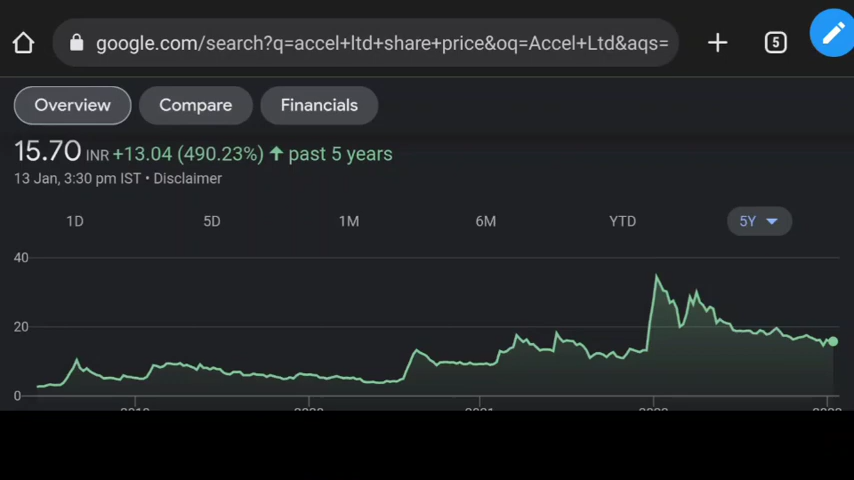 google.com/search?q=accel+ltd+share+price&oq=Accel+Ltd&aqs=
5
Overview Compare Financials
15.70 INR +13.04 (490.23%) ↑ past 5 years
13 Jan, 3:30 pm IST • Disclaimer
1D 5D 1M 6M YTD 5Y
40
20
0